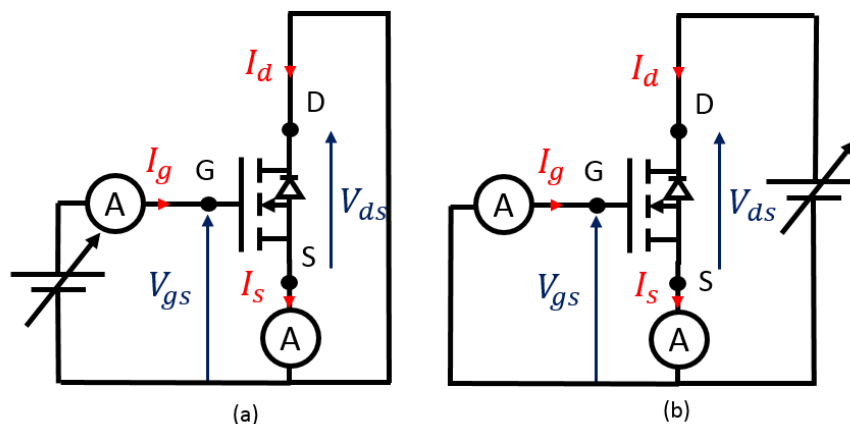 I_d
D
I_g
G
A
V_ds
S
V_gs
I_s
A
(a)
I_d
D
I_g
G
A
V_ds
S
V_gs
I_s
A
(b)